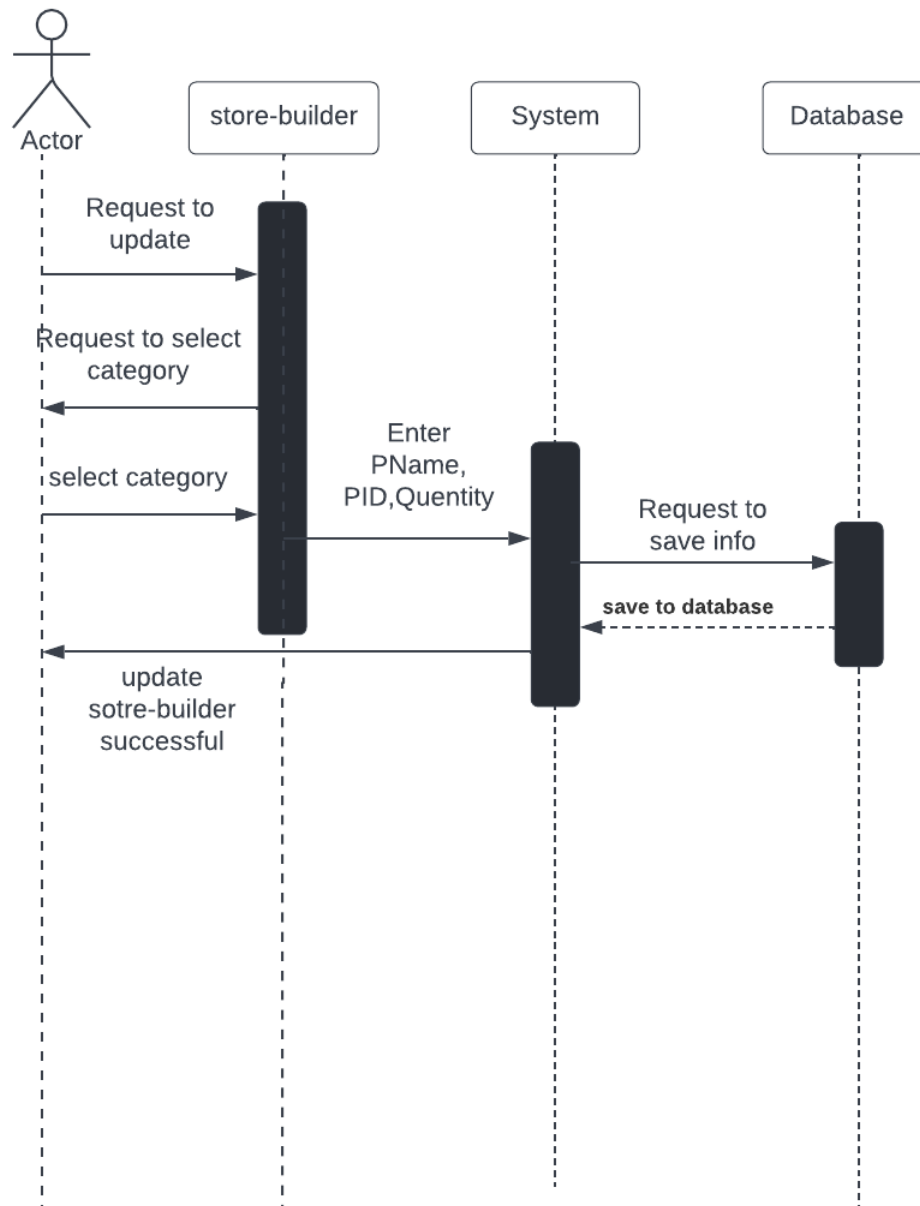 Actor
store-builder
System
Database
Request to
update
Request to select
category
select category
Enter
PName,
PID,Quentity
Request to
save info
save to database
update
sotre-builder
successful